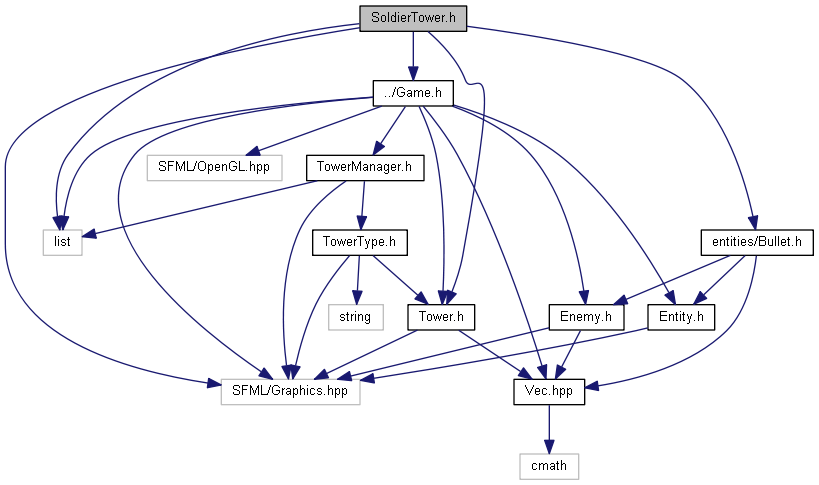 SoldierTower.h
../Game.h
SFML/OpenGL.hpp
TowerManager.h
list
TowerType.h
entities/Bullet.h
string
Tower.h
Enemy.h
Entity.h
SFML/Graphics.hpp
Vec.hpp
cmath